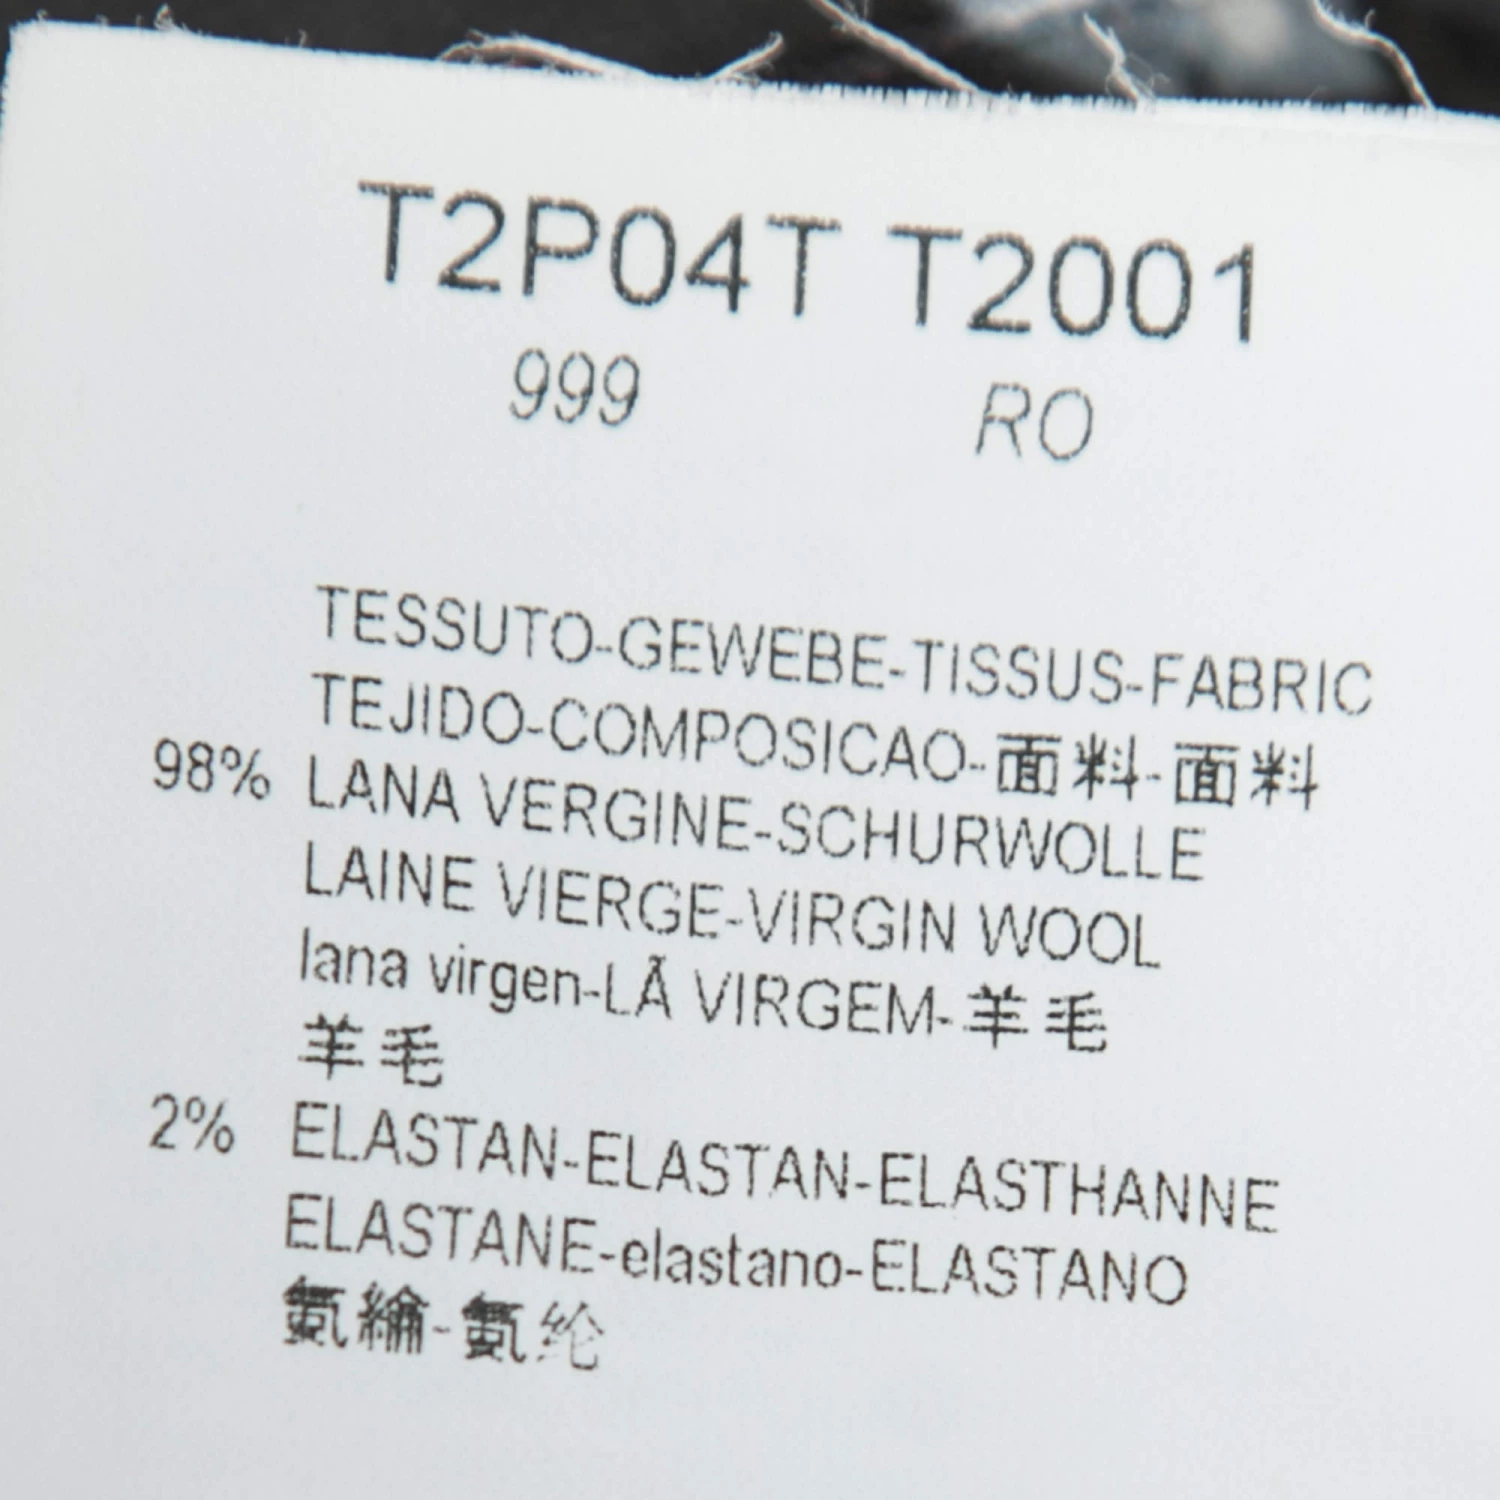 T2P04T T2001
999 RO
TESSUTO-GEWEBE-TISSUS-FABRIC
TEJIDO-COMPOSICAO-面料-面料
98% LANA VERGINE-SCHURWOLLE
LAINE VIERGE-VIRGIN WOOL
lana virgen-LÃ VIRGEM-羊毛
羊毛
2% ELASTAN-ELASTAN-ELASTHANNE
ELASTANE-elastano-ELASTANO
氨綸-氨纶